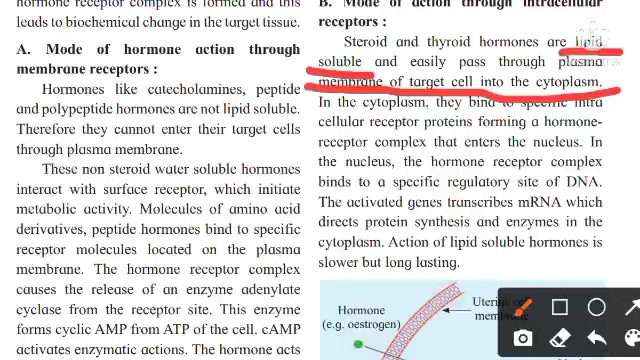 hormone receptor complex is formed and this
leads to biochemical change in the target tissue.
A. Mode of hormone action through
membrane receptors :
Hormones like catecholamines, peptide
and polypeptide hormones are not lipid soluble.
Therefore they cannot enter their target cells
through plasma membrane.
These non steroid water soluble hormones
interact with surface receptor, which initiate
metabolic activity. Molecules of amino acid
derivatives, peptide hormones bind to specific
receptor molecules located on the plasma
membrane. The hormone receptor complex
causes the release of an enzyme adenylate
cyclase from the receptor site. This enzyme
forms cyclic AMP from ATP of the cell. cAMP
activates enzymatic actions. The hormone acts
B. Mode of action through intracellular
receptors :
Steroid and thyroid hormones are lipid
soluble and easily pass through plasma
membrane of target cell into the cytoplasm.
In the cytoplasm, they bind to specific intra
cellular receptor proteins forming a hormone-
receptor complex that enters the nucleus. In
the nucleus, the hormone receptor complex
binds to a specific regulatory site of DNA.
The activated genes transcribes mRNA which
directs protein synthesis and enzymes in the
cytoplasm. Action of lipid soluble hormones is
slower but long lasting.
Hormone
(e.g. oestrogen)
Uterine
membrane